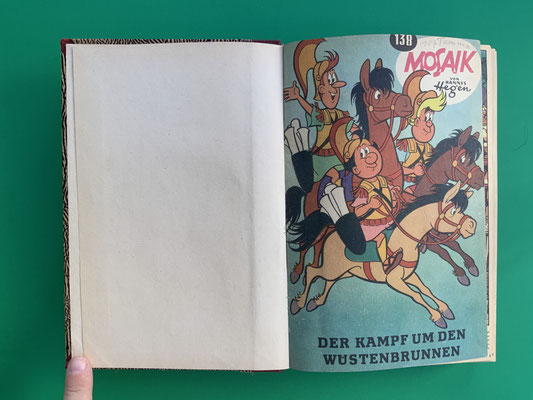 138
MOSAIK
VON
HANNES
Hegen
DER KAMPF UM DEN
WÜSTENBRUNNEN